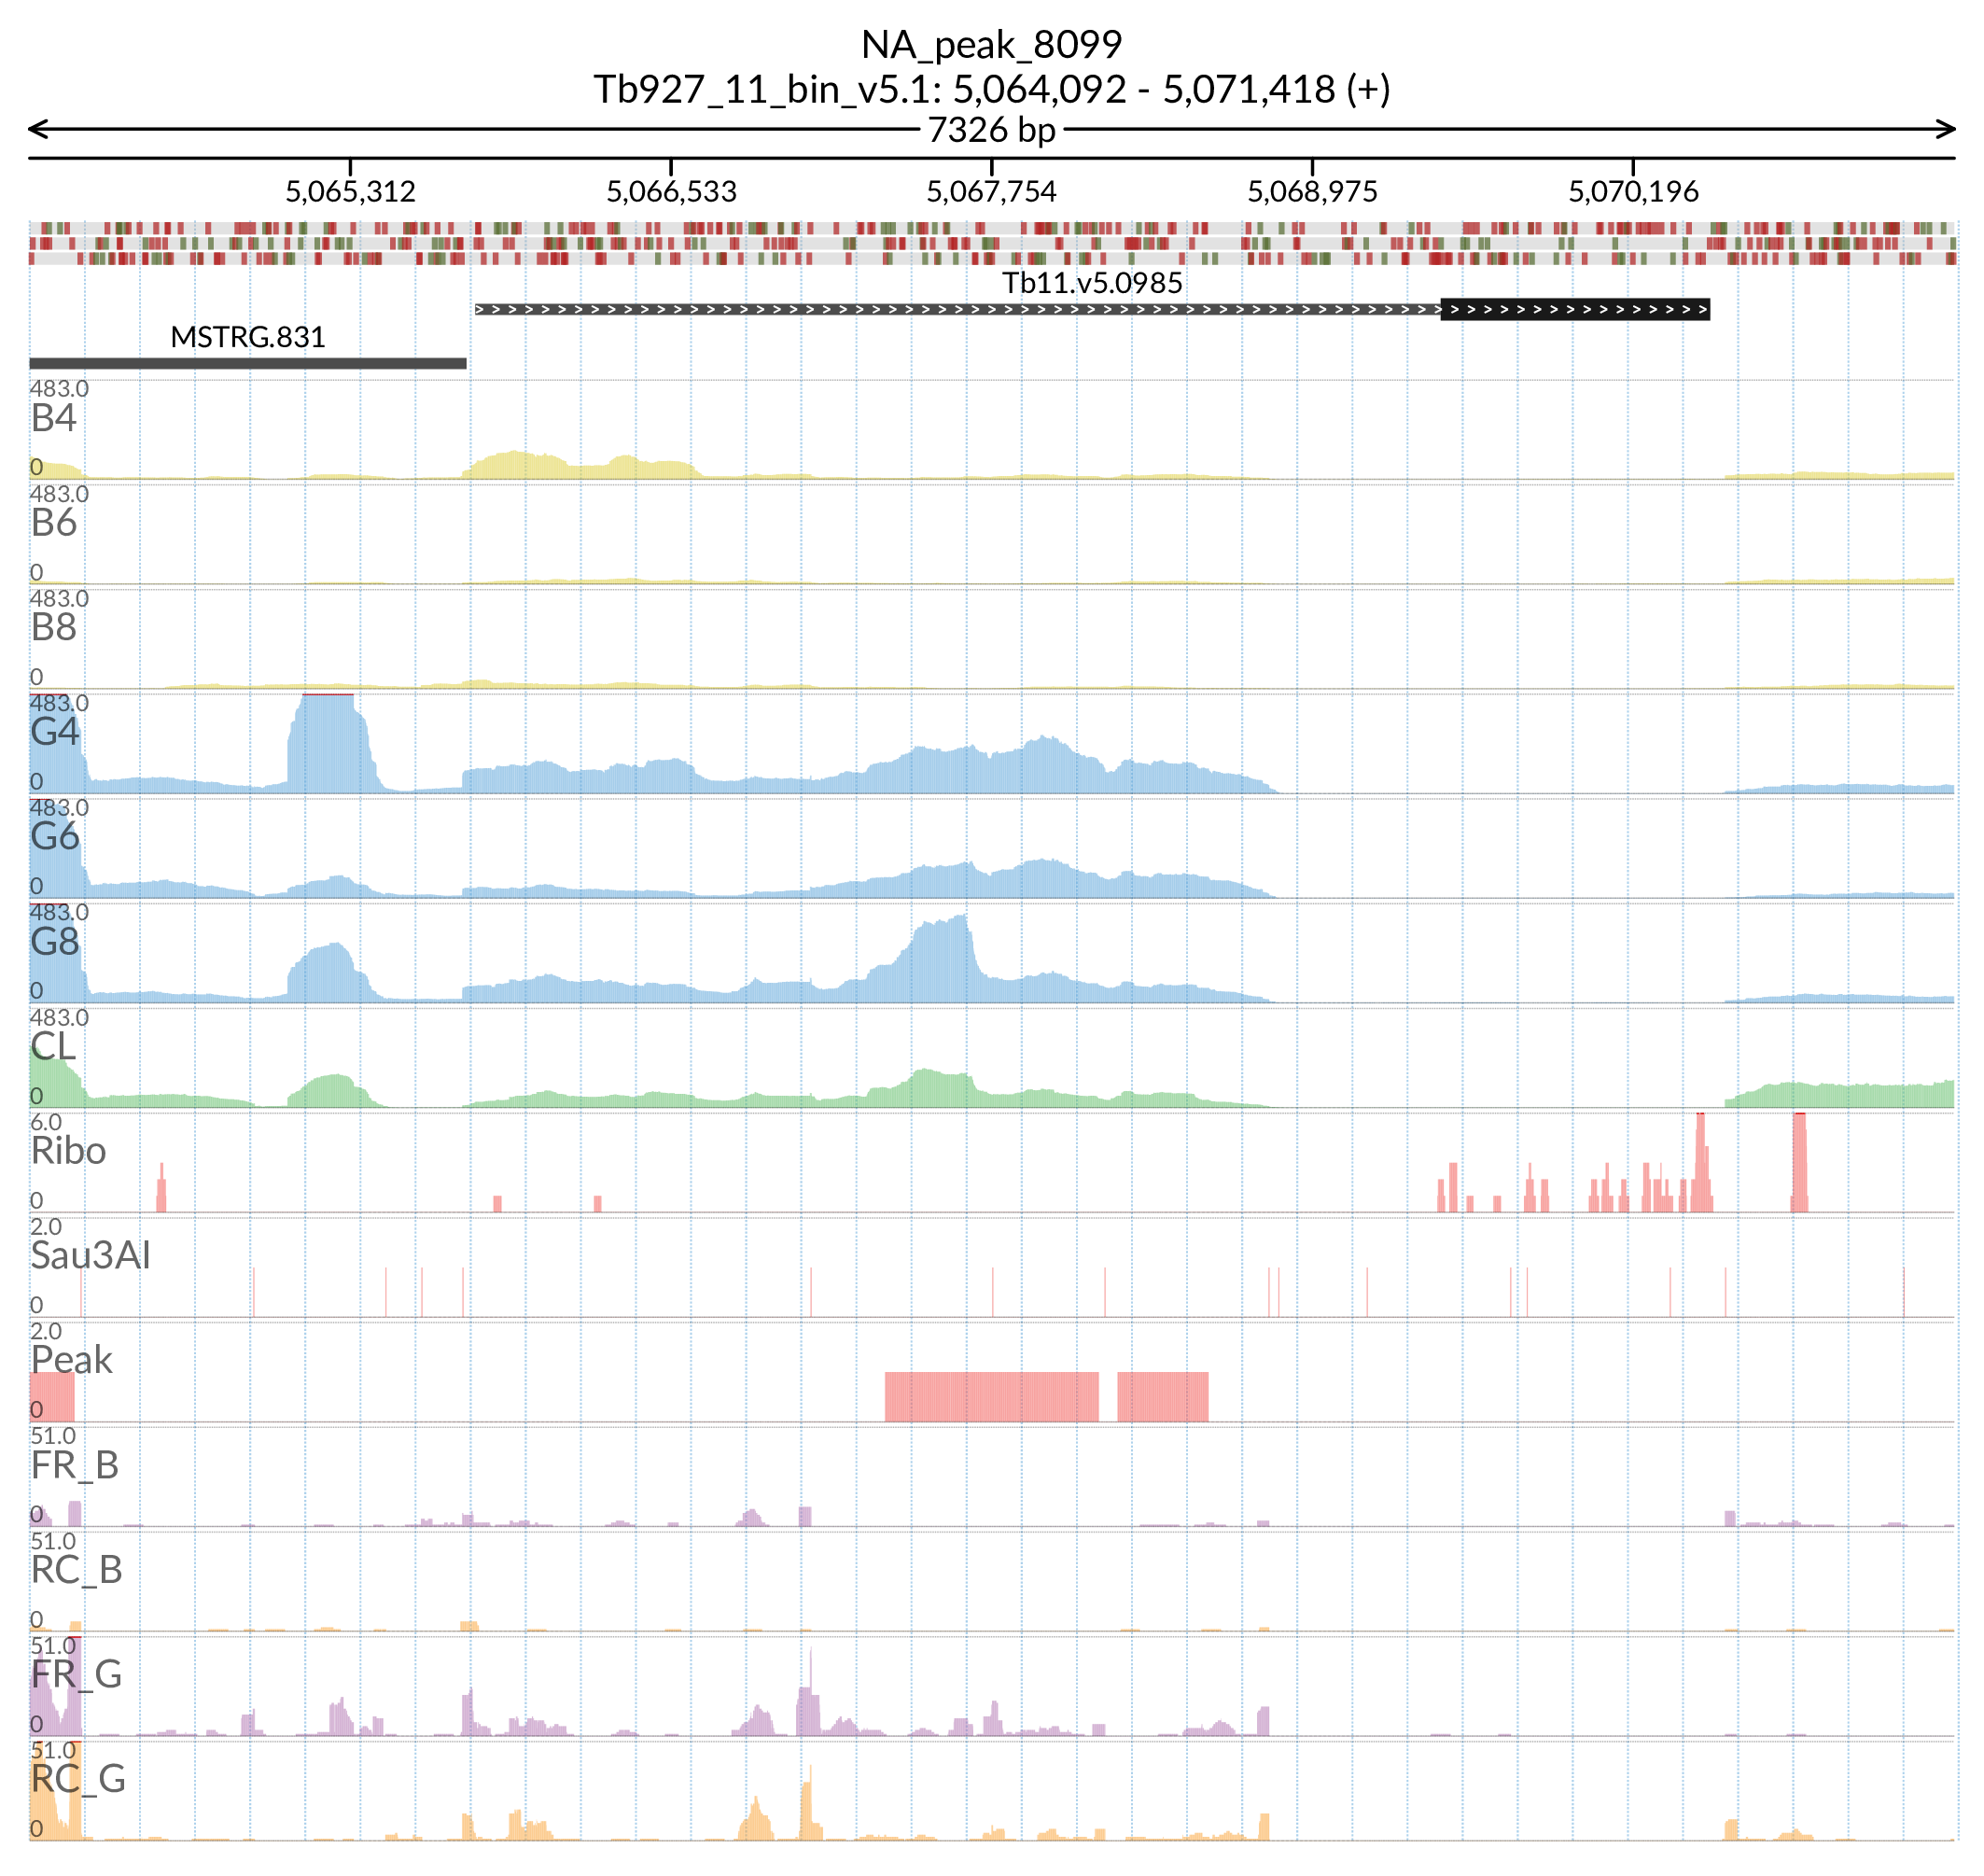 NA_peak_8099
Tb927_11_bin_v5.1: 5,064,092 - 5,071,418 (+)
7326 bp
5,065,312 5,066,533 5,067,754 5,068,975 5,070,196
Tb11.v5.0985
MSTRG.831
483.0
B4
0
483.0
B6
0
483.0
B8
0
483.0
G4
0
483.0
G6
0
483.0
G8
0
483.0
CL
0
6.0
Ribo
0
2.0
Sau3AI
0
2.0
Peak
0
51.0
FR_B
0
51.0
RC_B
0
51.0
FR_G
0
51.0
RC_G
0